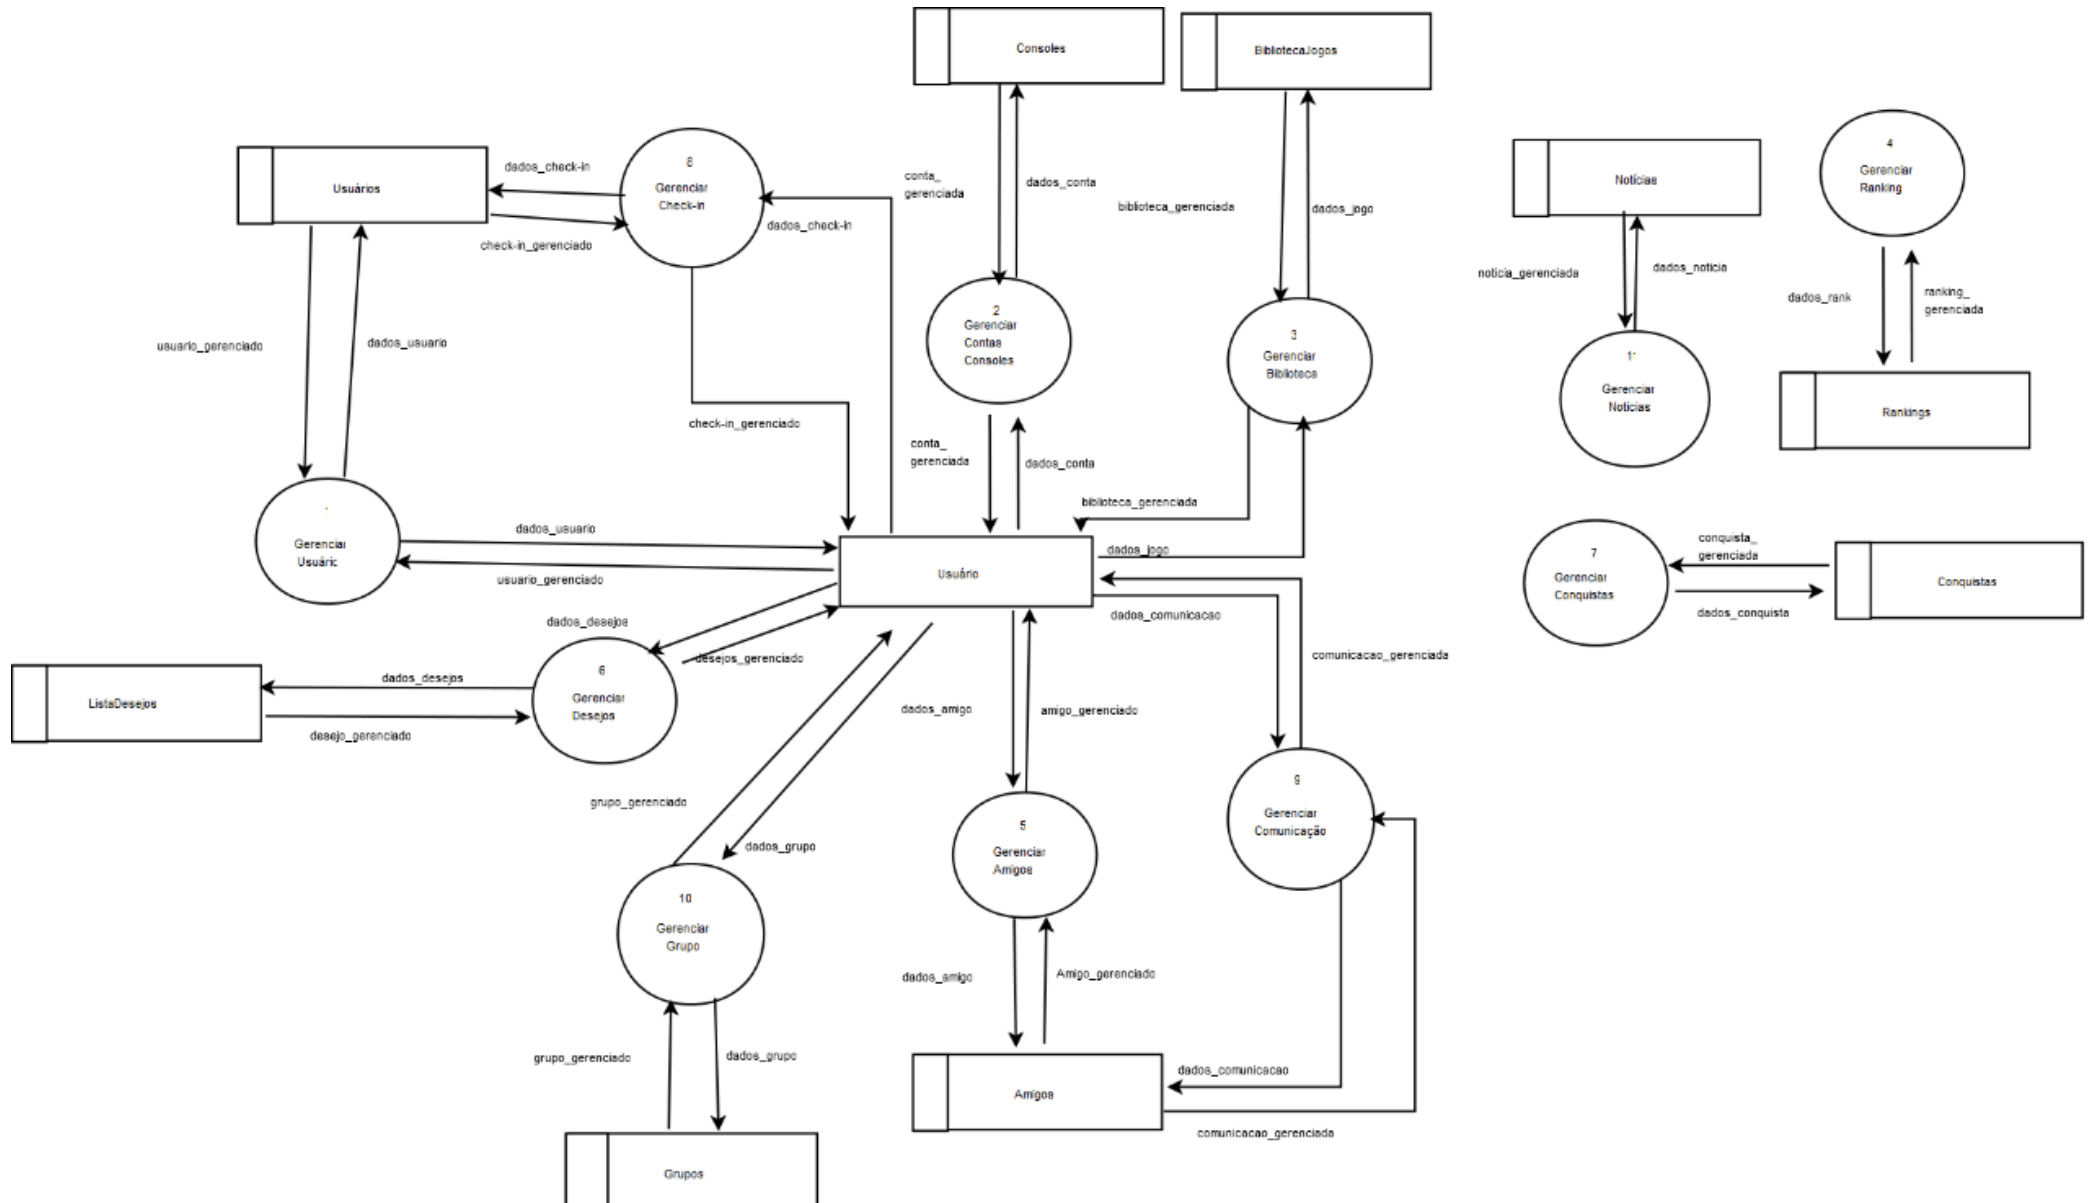 Consoles
BibliotecaJogos
Usuários
dados_check-in
check-in_gerenciado
8
Gerenciar
Check-in
dados_check-in
conta_
gerenciada
dados_conta
biblioteca_gerenciada
dados_jogo
Notícias
4
Gerenciar
Ranking
noticia_gerenciada
dados_noticia
dados_rank
ranking_
gerenciada
usuario_gerenciado
dados_usuario
2
Gerenciar
Contas
Consoles
3
Gerenciar
Biblioteca
11
Gerenciar
Notícias
Rankings
check-in_gerenciado
conta_
gerenciada
dados_conta
biblioteca_gerenciada
Gerenciar
Usuário
dados_usuario
usuario_gerenciado
Usuário
dados_jogo
7
Gerenciar
Conquistas
conquista_
gerenciada
dados_conquista
Conquistas
dados_desejos
desejos_gerenciado
dados_comunicacao
comunicacao_gerenciada
ListaDesejos
dados_desejos
desejo_gerenciado
6
Gerenciar
Desejos
dados_amigo
amigo_gerenciado
grupo_gerenciado
dados_grupo
5
Gerenciar
Amigos
9
Gerenciar
Comunicação
10
Gerenciar
Grupo
dados_amigo
Amigo_gerenciado
grupo_gerenciado
dados_grupo
Amigos
dados_comunicacao
comunicacao_gerenciada
Grupos